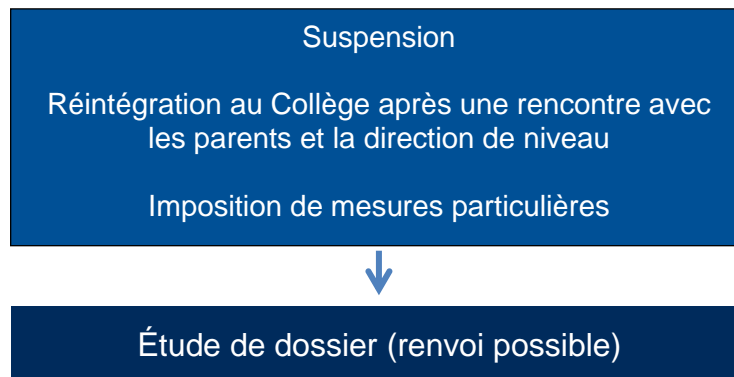 Suspension
Réintégration au Collège après une rencontre avec
les parents et la direction de niveau
Imposition de mesures particulières
Étude de dossier (renvoi possible)